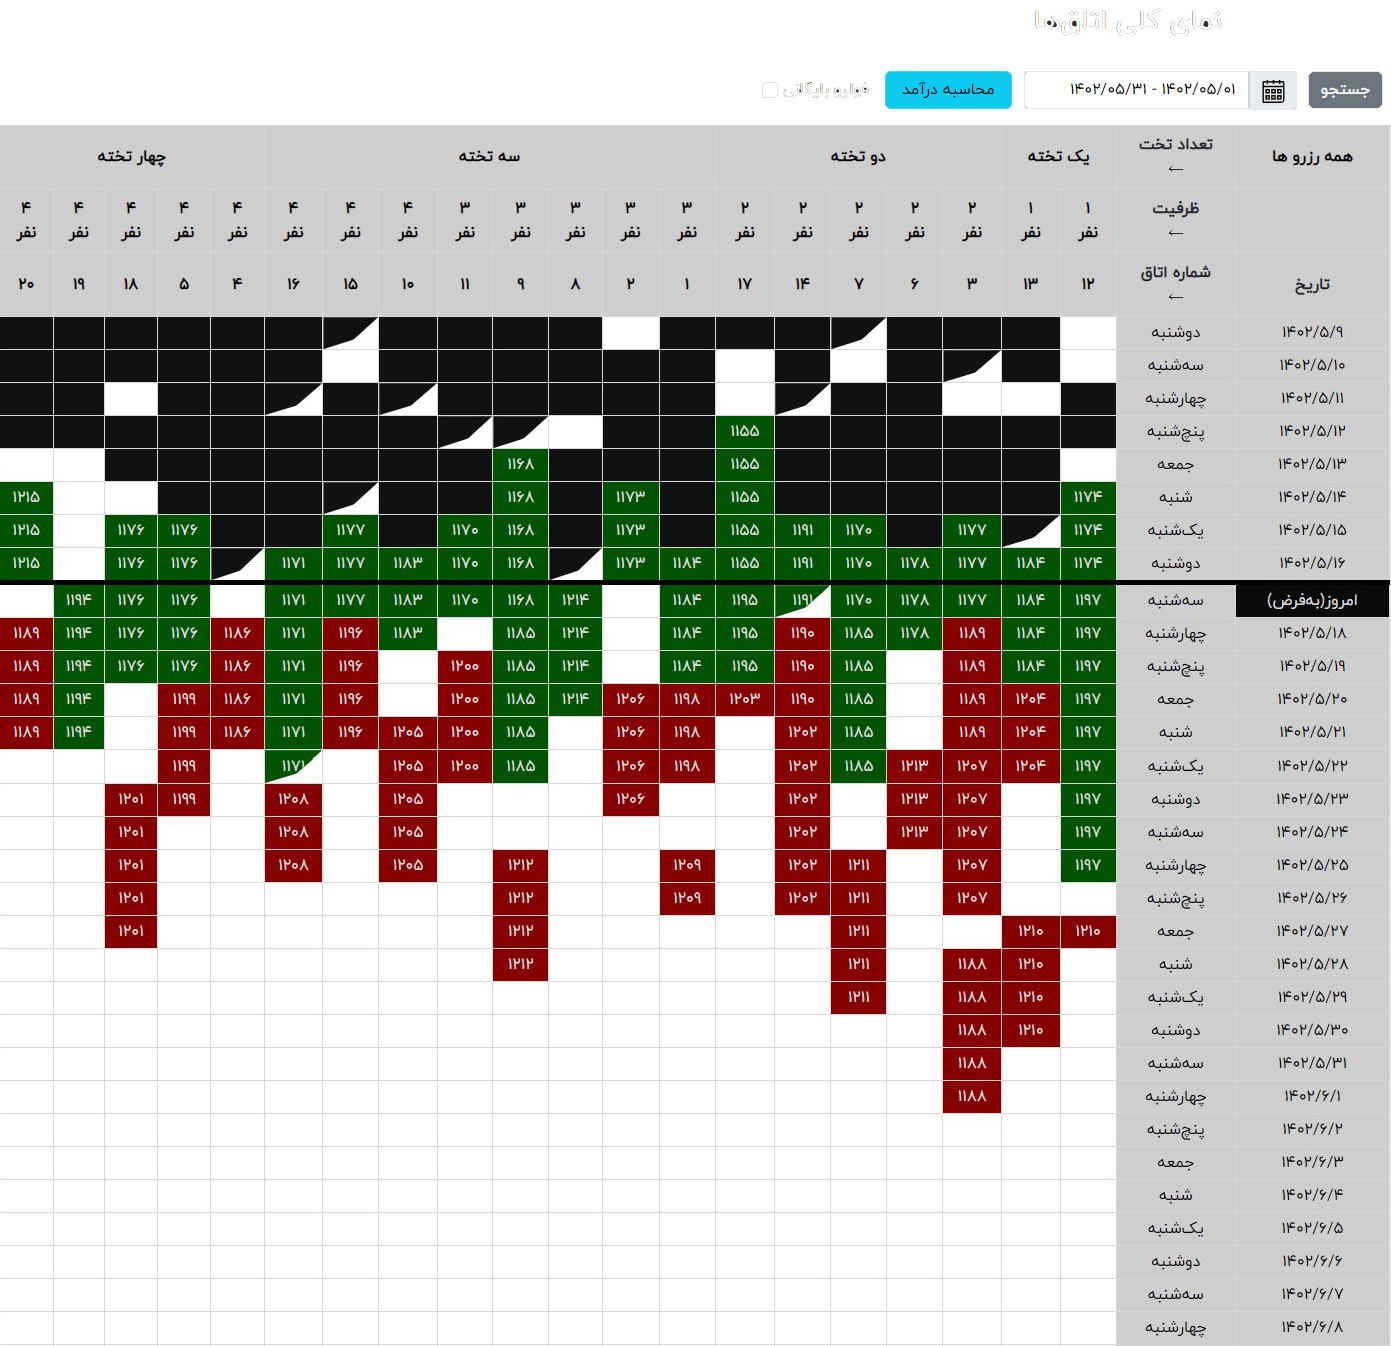 نمای کلی اتاق‌ها
جستجو ۱۴۰۲/۰۵/۰۱ - ۱۴۰۲/۰۵/۳۱ محاسبه درآمد فولیو بایگانی
همه رزرو ها تعداد تخت ← یک تخته دو تخته سه تخته چهار تخته
ظرفیت ← ۱ نفر ۱ نفر ۲ نفر ۲ نفر ۲ نفر ۲ نفر ۲ نفر ۳ نفر ۳ نفر ۳ نفر ۳ نفر ۳ نفر ۴ نفر ۴ نفر ۴ نفر ۴ نفر ۴ نفر ۴ نفر ۴ نفر ۴ نفر
تاریخ شماره اتاق ← ۱۲ ۱۳ ۳ ۶ ۷ ۱۴ ۱۷ ۱ ۲ ۸ ۹ ۱۱ ۱۰ ۱۵ ۱۶ ۴ ۵ ۱۸ ۱۹ ۲۰
۱۴۰۲/۵/۹ دوشنبه
۱۴۰۲/۵/۱۰ سه‌شنبه
۱۴۰۲/۵/۱۱ چهارشنبه
۱۴۰۲/۵/۱۲ پنج‌شنبه ۱۱۵۵
۱۴۰۲/۵/۱۳ جمعه ۱۱۵۵ ۱۱۶۸
۱۴۰۲/۵/۱۴ شنبه ۱۱۷۴ ۱۱۵۵ ۱۱۷۳ ۱۱۶۸ ۱۲۱۵
۱۴۰۲/۵/۱۵ یک‌شنبه ۱۱۷۴ ۱۱۷۷ ۱۱۷۰ ۱۱۹۱ ۱۱۵۵ ۱۱۷۳ ۱۱۶۸ ۱۱۷۰ ۱۱۷۷ ۱۱۷۶ ۱۱۷۶ ۱۲۱۵
۱۴۰۲/۵/۱۶ دوشنبه ۱۱۷۴ ۱۱۸۴ ۱۱۷۷ ۱۱۷۸ ۱۱۷۰ ۱۱۹۱ ۱۱۵۵ ۱۱۸۴ ۱۱۷۳ ۱۱۶۸ ۱۱۷۰ ۱۱۸۳ ۱۱۷۷ ۱۱۷۱ ۱۱۷۶ ۱۱۷۶ ۱۲۱۵
امروز(به‌فرض) سه‌شنبه ۱۱۹۷ ۱۱۸۴ ۱۱۷۷ ۱۱۷۸ ۱۱۷۰ ۱۱۹۱ ۱۱۹۵ ۱۱۸۴ ۱۲۱۴ ۱۱۶۸ ۱۱۷۰ ۱۱۸۳ ۱۱۷۷ ۱۱۷۱ ۱۱۷۶ ۱۱۷۶ ۱۱۹۴
۱۴۰۲/۵/۱۸ چهارشنبه ۱۱۹۷ ۱۱۸۴ ۱۱۸۹ ۱۱۷۸ ۱۱۸۵ ۱۱۹۰ ۱۱۹۵ ۱۱۸۴ ۱۲۱۴ ۱۱۸۵ ۱۱۸۳ ۱۱۹۶ ۱۱۷۱ ۱۱۸۶ ۱۱۷۶ ۱۱۷۶ ۱۱۹۴ ۱۱۸۹
۱۴۰۲/۵/۱۹ پنج‌شنبه ۱۱۹۷ ۱۱۸۴ ۱۱۸۹ ۱۱۸۵ ۱۱۹۰ ۱۱۹۵ ۱۱۸۴ ۱۲۱۴ ۱۱۸۵ ۱۲۰۰ ۱۱۹۶ ۱۱۷۱ ۱۱۸۶ ۱۱۷۶ ۱۱۷۶ ۱۱۹۴ ۱۱۸۹
۱۴۰۲/۵/۲۰ جمعه ۱۱۹۷ ۱۲۰۴ ۱۱۸۹ ۱۱۸۵ ۱۱۹۰ ۱۲۰۳ ۱۱۹۸ ۱۲۰۶ ۱۲۱۴ ۱۱۸۵ ۱۲۰۰ ۱۱۹۶ ۱۱۷۱ ۱۱۸۶ ۱۱۹۹ ۱۱۹۴ ۱۱۸۹
۱۴۰۲/۵/۲۱ شنبه ۱۱۹۷ ۱۲۰۴ ۱۱۸۹ ۱۱۸۵ ۱۲۰۲ ۱۱۹۸ ۱۲۰۶ ۱۱۸۵ ۱۲۰۰ ۱۲۰۵ ۱۱۹۶ ۱۱۷۱ ۱۱۸۶ ۱۱۹۹ ۱۱۹۴ ۱۱۸۹
۱۴۰۲/۵/۲۲ یک‌شنبه ۱۱۹۷ ۱۲۰۴ ۱۲۰۷ ۱۲۱۳ ۱۱۸۵ ۱۲۰۲ ۱۱۹۸ ۱۲۰۶ ۱۱۸۵ ۱۲۰۰ ۱۲۰۵ ۱۱۷۱ ۱۱۹۹
۱۴۰۲/۵/۲۳ دوشنبه ۱۱۹۷ ۱۲۰۷ ۱۲۱۳ ۱۲۰۲ ۱۲۰۶ ۱۲۰۵ ۱۲۰۸ ۱۱۹۹ ۱۲۰۱
۱۴۰۲/۵/۲۴ سه‌شنبه ۱۱۹۷ ۱۲۰۷ ۱۲۱۳ ۱۲۰۲ ۱۲۰۵ ۱۲۰۸ ۱۲۰۱
۱۴۰۲/۵/۲۵ چهارشنبه ۱۱۹۷ ۱۲۰۷ ۱۲۱۱ ۱۲۰۲ ۱۲۰۹ ۱۲۱۲ ۱۲۰۵ ۱۲۰۸ ۱۲۰۱
۱۴۰۲/۵/۲۶ پنج‌شنبه ۱۲۰۷ ۱۲۱۱ ۱۲۰۲ ۱۲۰۹ ۱۲۱۲ ۱۲۰۱
۱۴۰۲/۵/۲۷ جمعه ۱۲۱۰ ۱۲۱۰ ۱۲۱۱ ۱۲۱۲ ۱۲۰۱
۱۴۰۲/۵/۲۸ شنبه ۱۲۱۰ ۱۱۸۸ ۱۲۱۱ ۱۲۱۲
۱۴۰۲/۵/۲۹ یک‌شنبه ۱۲۱۰ ۱۱۸۸ ۱۲۱۱
۱۴۰۲/۵/۳۰ دوشنبه ۱۲۱۰ ۱۱۸۸
۱۴۰۲/۵/۳۱ سه‌شنبه ۱۱۸۸
۱۴۰۲/۶/۱ چهارشنبه ۱۱۸۸
۱۴۰۲/۶/۲ پنج‌شنبه
۱۴۰۲/۶/۳ جمعه
۱۴۰۲/۶/۴ شنبه
۱۴۰۲/۶/۵ یک‌شنبه
۱۴۰۲/۶/۶ دوشنبه
۱۴۰۲/۶/۷ سه‌شنبه
۱۴۰۲/۶/۸ چهارشنبه